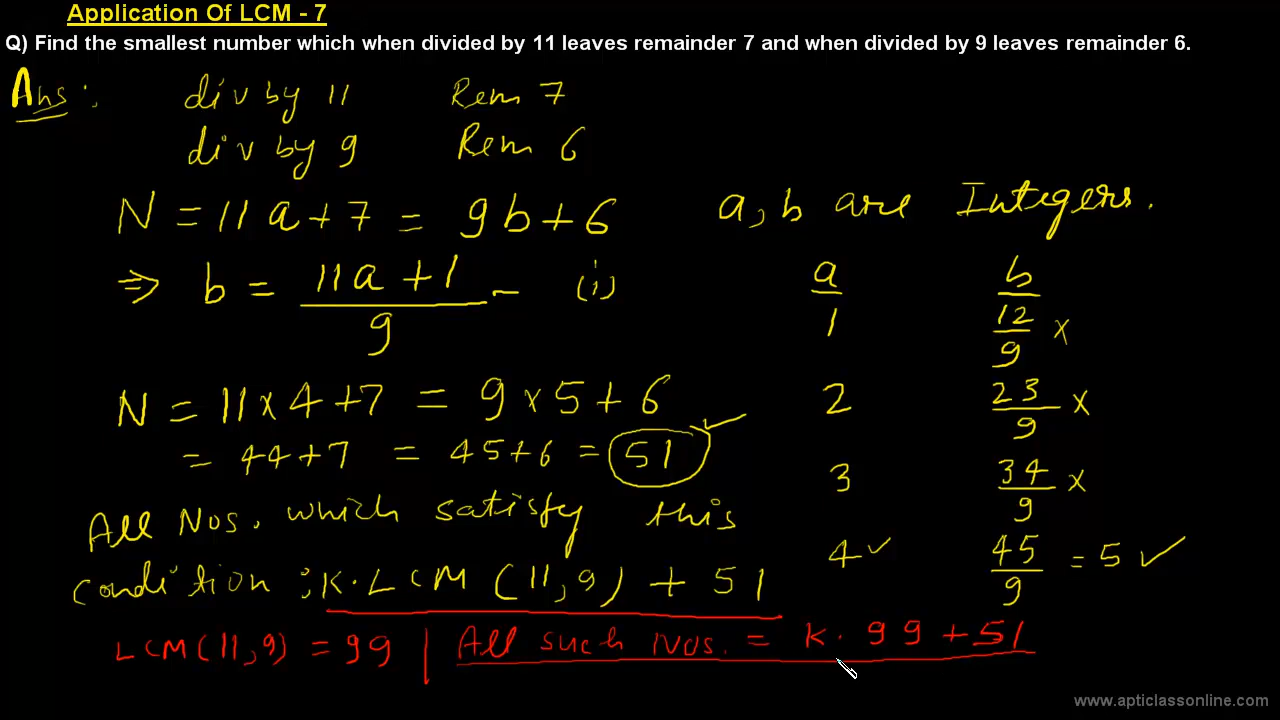 Application Of LCM - 7
Q) Find the smallest number which when divided by 11 leaves remainder 7 and when divided by 9 leaves remainder 6.
Ans: div by 11 Rem 7
div by 9 Rem 6
N = 11a + 7 = 9b + 6 a, b are Integers.
⇒ b = (11a + 1)/9 - (i)
a b
1 12/9 ×
N = 11 × 4 + 7 = 9 × 5 + 6 2 23/9 ×
= 44 + 7 = 45 + 6 = 51 ✓ 3 34/9 ×
All Nos. which satisfy this
4 ✓ 45/9 = 5 ✓
condition : K. LCM (11, 9) + 51
LCM (11, 9) = 99 | All such Nos. = K. 99 + 51
www.apticlassonline.com